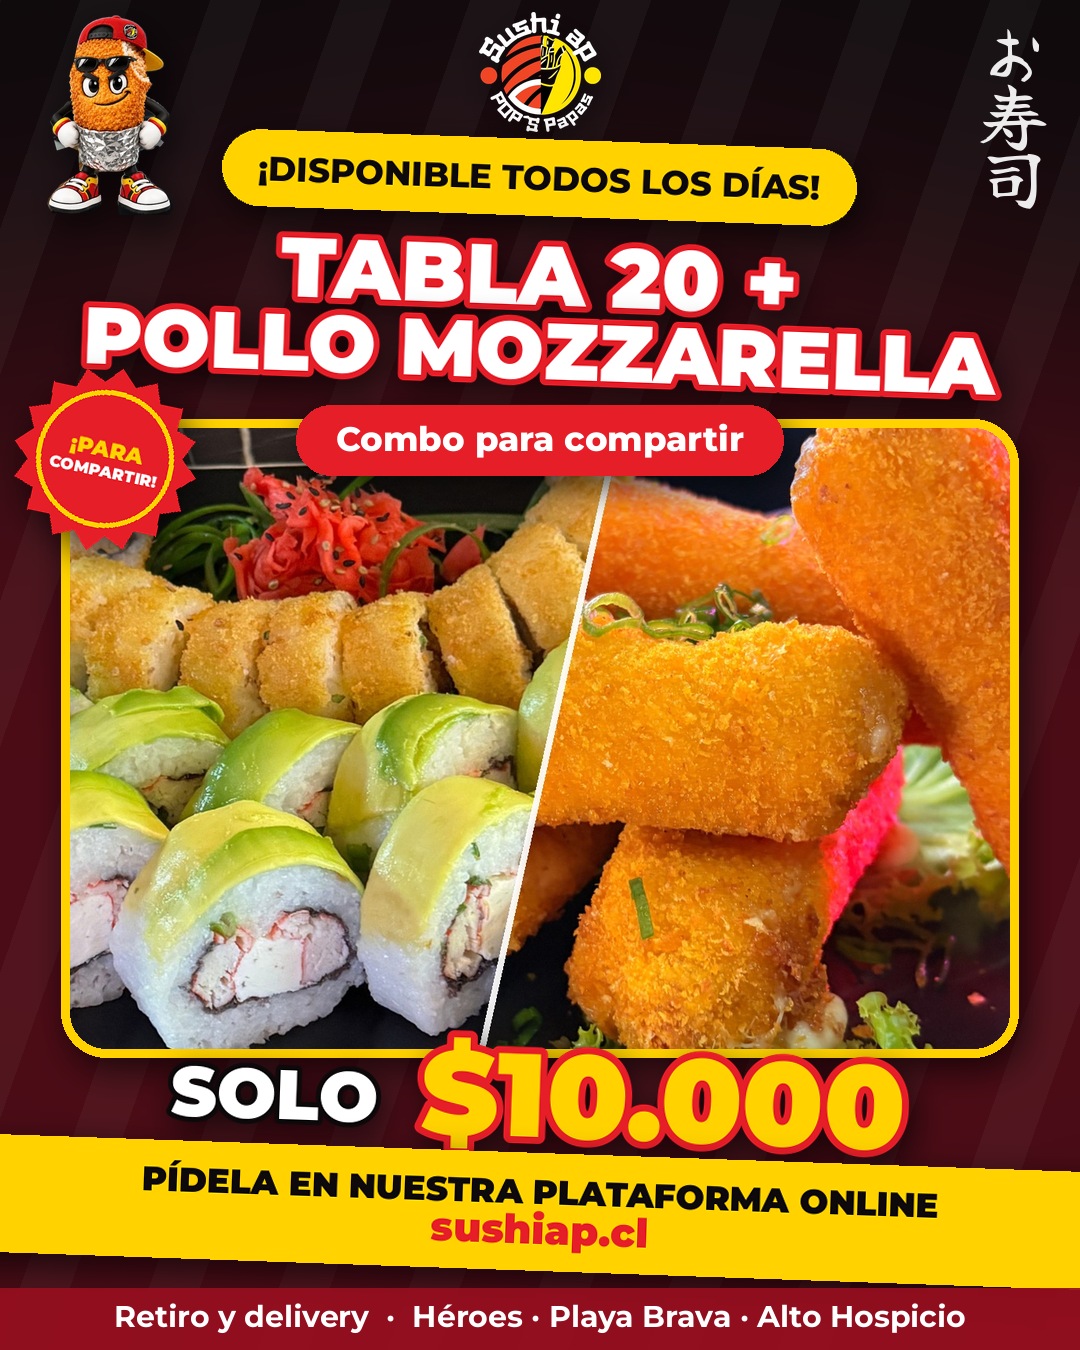 Sushi ap
POP'S Papas
お寿司
¡DISPONIBLE TODOS LOS DÍAS!
TABLA 20 +
POLLO MOZZARELLA
¡PARA
COMPARTIR!
Combo para compartir
SOLO $10.000
PÍDELA EN NUESTRA PLATAFORMA ONLINE
sushiap.cl
Retiro y delivery · Héroes · Playa Brava · Alto Hospicio